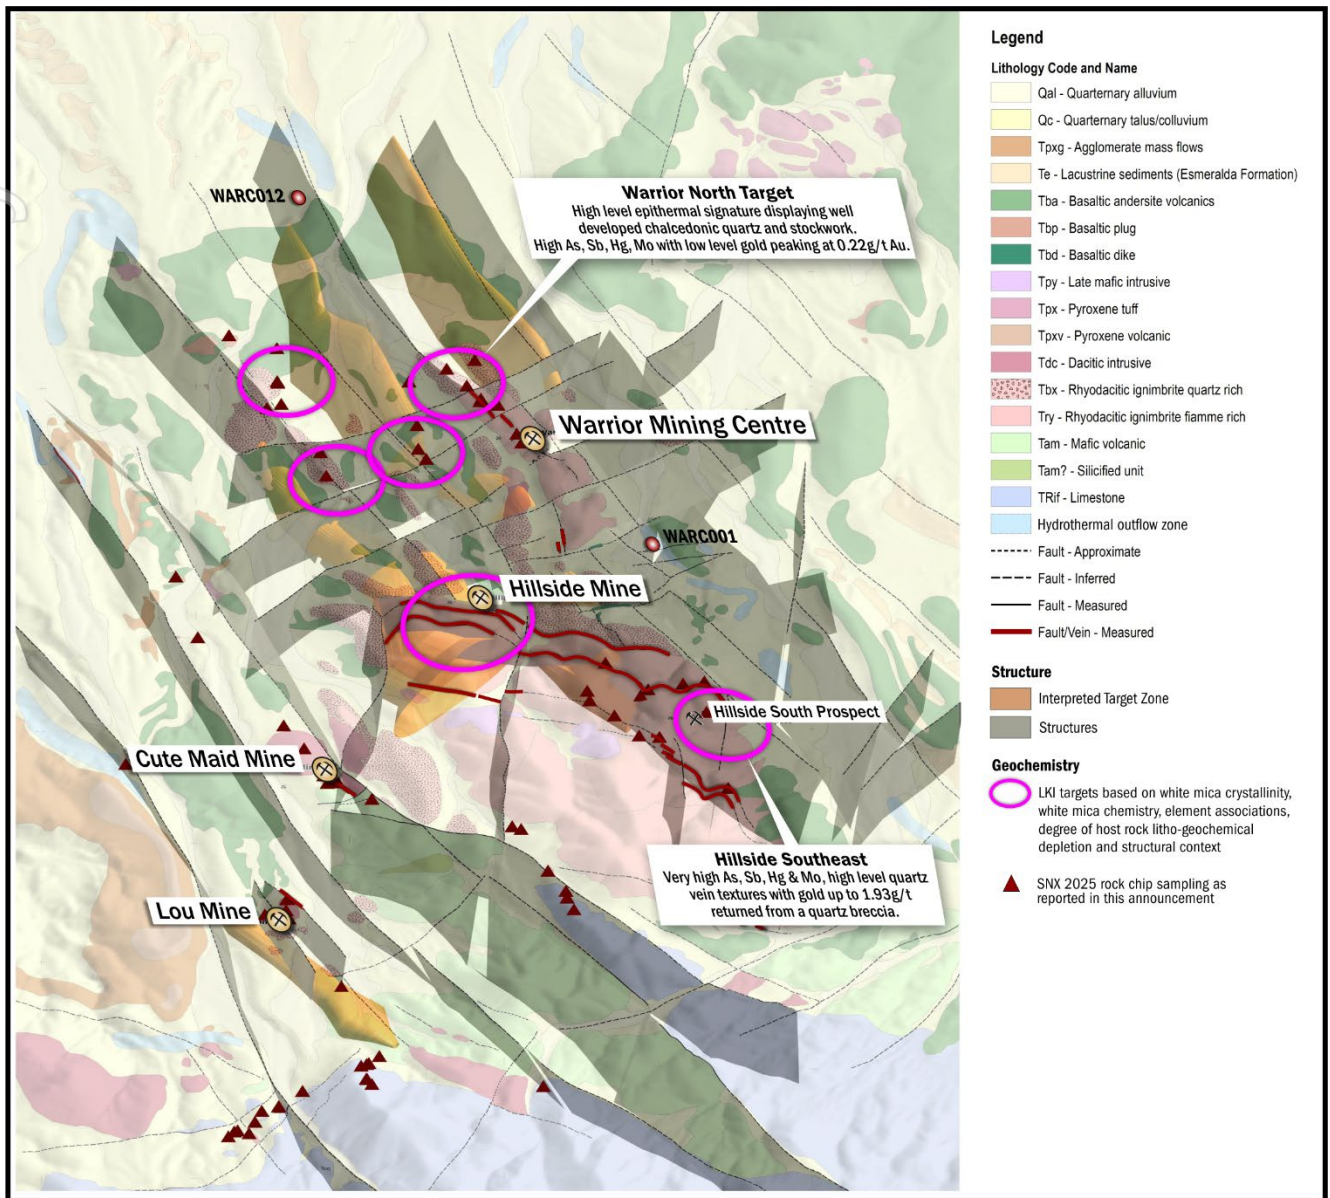 WARC012
Warrior North Target
High level epithermal signature displaying well
developed chalcedonic quartz and stockwork.
High As, Sb, Hg, Mo with low level gold peaking at 0.22g/t Au.
Warrior Mining Centre
WARC001
Hillside Mine
Hillside South Prospect
Cute Maid Mine
Hillside Southeast
Very high As, Sb, Hg & Mo, high level quartz
vein textures with gold up to 1.93g/t
returned from a quartz breccia.
Lou Mine
Legend
Lithology Code and Name
Qal - Quarternary alluvium
Qc - Quarternary talus/colluvium
Tpxg - Agglomerate mass flows
Te - Lacustrine sediments (Esmeralda Formation)
Tba - Basaltic andersite volcanics
Tbp - Basaltic plug
Tbd - Basaltic dike
Tpy - Late mafic intrusive
Tpx - Pyroxene tuff
Tpxv - Pyroxene volcanic
Tdc - Dacitic intrusive
Tbx - Rhyodacitic ignimbrite quartz rich
Try - Rhyodacitic ignimbrite fiamme rich
Tam - Mafic volcanic
Tam? - Silicified unit
TRif - Limestone
Hydrothermal outflow zone
Fault - Approximate
Fault - Inferred
Fault - Measured
Fault/Vein - Measured
Structure
Interpreted Target Zone
Structures
Geochemistry
LKI targets based on white mica crystallinity,
white mica chemistry, element associations,
degree of host rock litho-geochemical
depletion and structural context
SNX 2025 rock chip sampling as
reported in this announcement